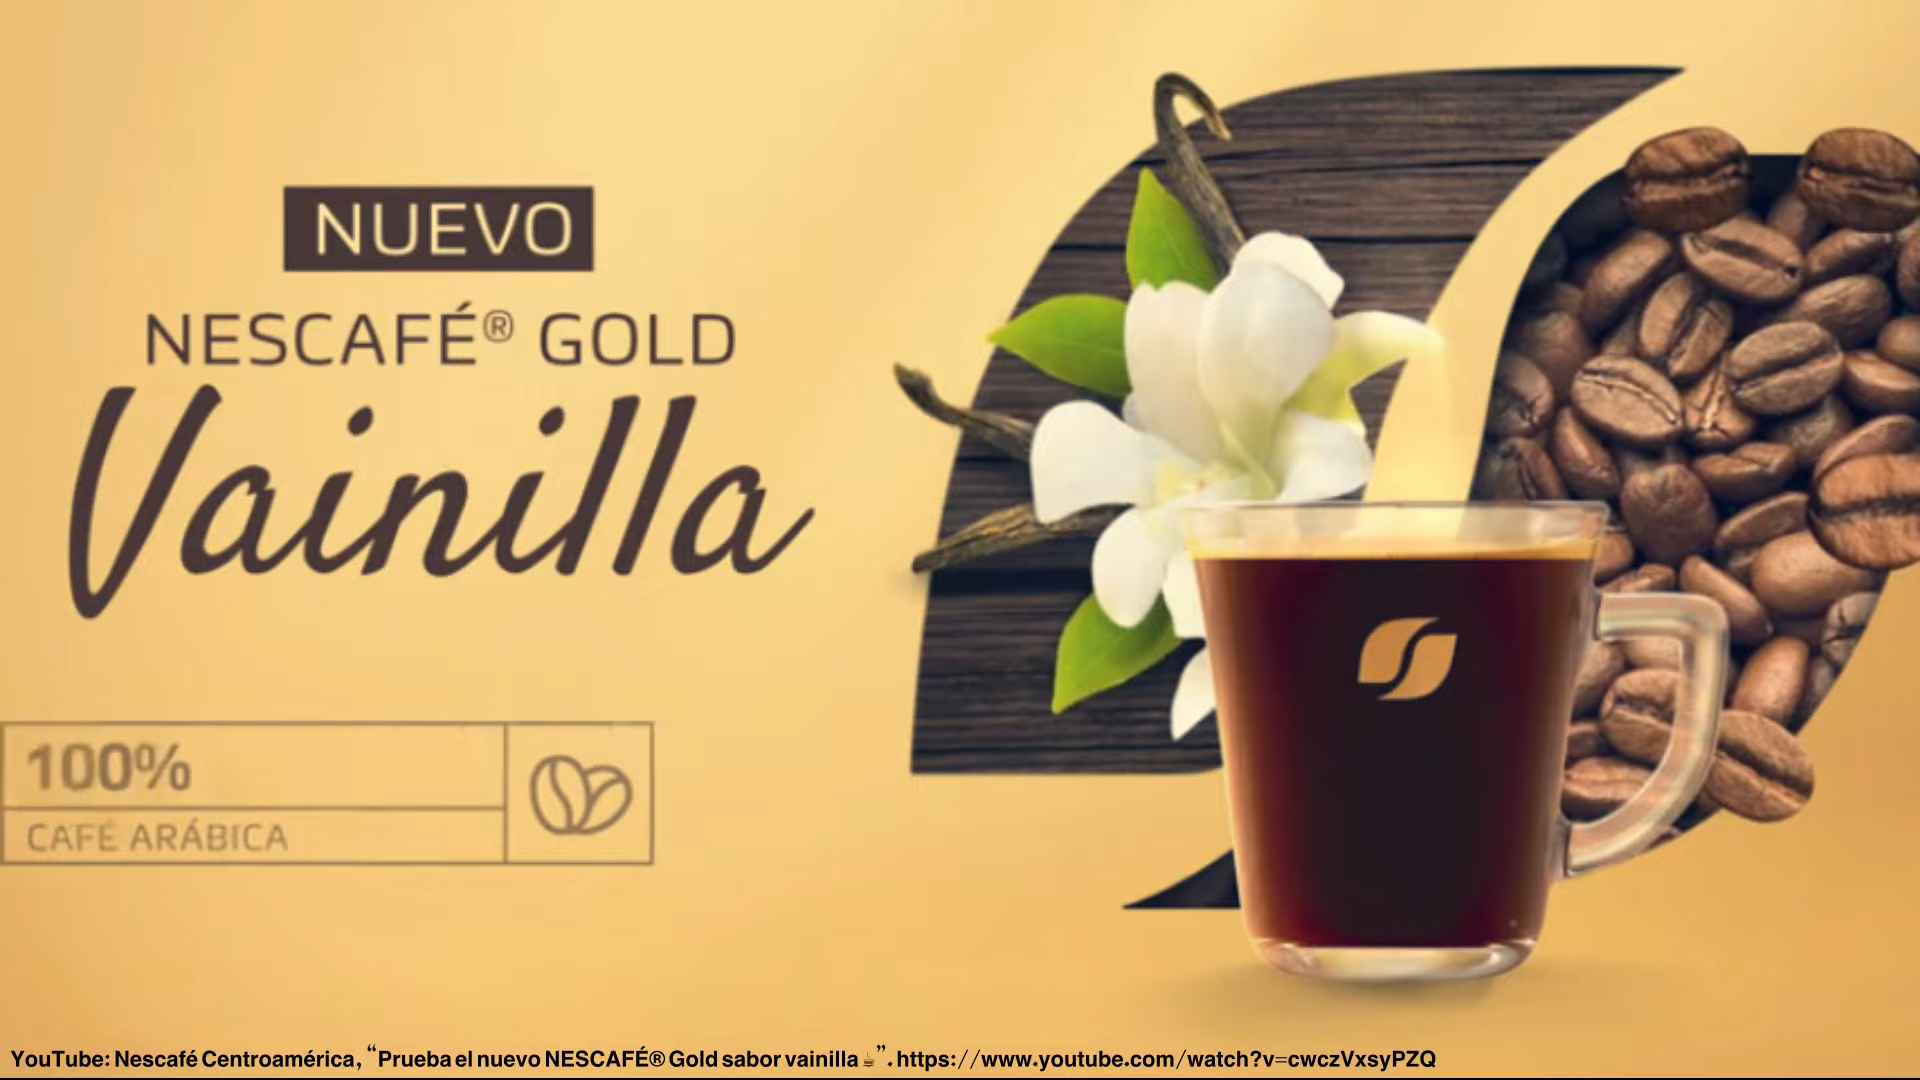 NUEVO
NESCAFÉ® GOLD
Vainilla
100%
CAFÉ ARÁBICA
YouTube: Nescafé Centroamérica, “Prueba el nuevo NESCAFÉ® Gold sabor vainilla ☕”. https://www.youtube.com/watch?v=cwczVxsyPZQ